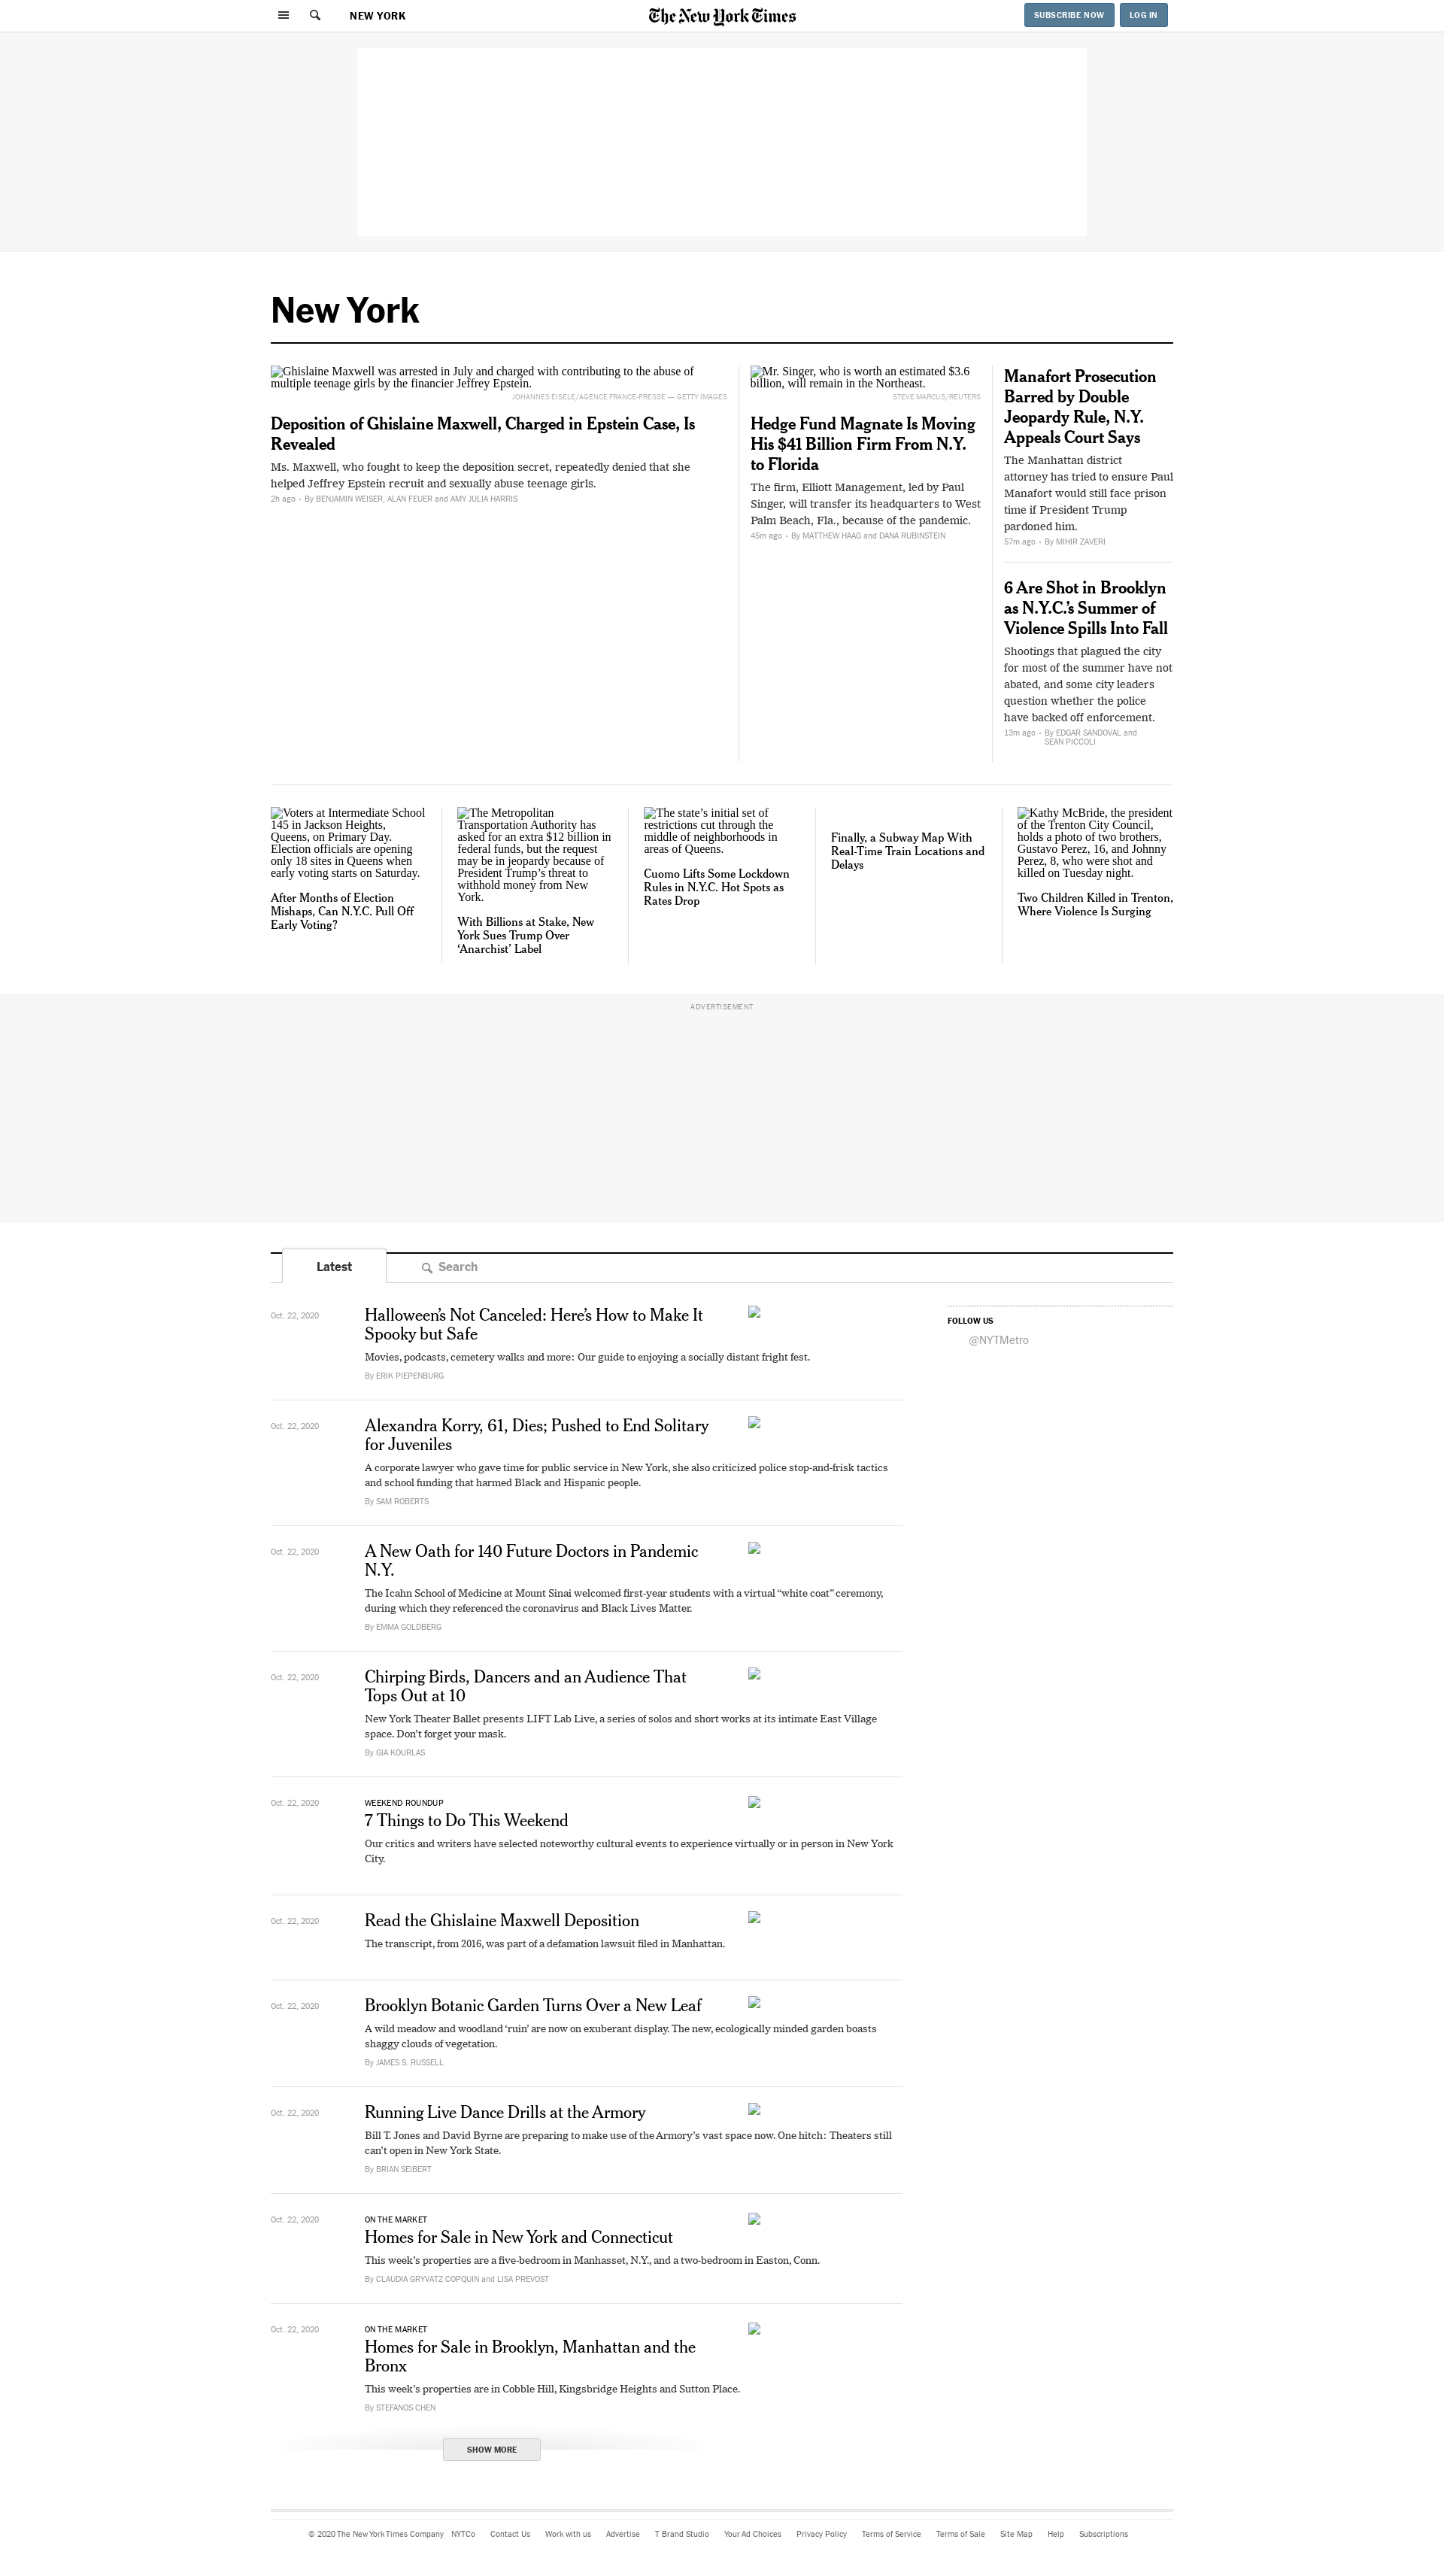 NEW YORK
The New York Times
SUBSCRIBE NOW
LOG IN
New York
Ghislaine Maxwell was arrested in July and charged with contributing to the abuse of
multiple teenage girls by the financier Jeffrey Epstein.
JOHANNES EISELE/AGENCE FRANCE-PRESSE — GETTY IMAGES
Deposition of Ghislaine Maxwell, Charged in Epstein Case, Is
Revealed
Ms. Maxwell, who fought to keep the deposition secret, repeatedly denied that she
helped Jeffrey Epstein recruit and sexually abuse teenage girls.
2h ago • By BENJAMIN WEISER, ALAN FEUER and AMY JULIA HARRIS
Mr. Singer, who is worth an estimated $3.6
billion, will remain in the Northeast.
STEVE MARCUS/REUTERS
Hedge Fund Magnate Is Moving
His $41 Billion Firm From N.Y.
to Florida
The firm, Elliott Management, led by Paul
Singer, will transfer its headquarters to West
Palm Beach, Fla., because of the pandemic.
45m ago • By MATTHEW HAAG and DANA RUBINSTEIN
Manafort Prosecution
Barred by Double
Jeopardy Rule, N.Y.
Appeals Court Says
The Manhattan district
attorney has tried to ensure Paul
Manafort would still face prison
time if President Trump
pardoned him.
57m ago • By MIHIR ZAVERI
6 Are Shot in Brooklyn
as N.Y.C.’s Summer of
Violence Spills Into Fall
Shootings that plagued the city
for most of the summer have not
abated, and some city leaders
question whether the police
have backed off enforcement.
13m ago • By EDGAR SANDOVAL and
SEAN PICCOLI
Voters at Intermediate School
145 in Jackson Heights,
Queens, on Primary Day.
Election officials are opening
only 18 sites in Queens when
early voting starts on Saturday.
After Months of Election
Mishaps, Can N.Y.C. Pull Off
Early Voting?
The Metropolitan
Transportation Authority has
asked for an extra $12 billion in
federal funds, but the request
may be in jeopardy because of
President Trump’s threat to
withhold money from New
York.
With Billions at Stake, New
York Sues Trump Over
‘Anarchist’ Label
The state’s initial set of
restrictions cut through the
middle of neighborhoods in
areas of Queens.
Cuomo Lifts Some Lockdown
Rules in N.Y.C. Hot Spots as
Rates Drop
Finally, a Subway Map With
Real-Time Train Locations and
Delays
Kathy McBride, the president
of the Trenton City Council,
holds a photo of two brothers,
Gustavo Perez, 16, and Johnny
Perez, 8, who were shot and
killed on Tuesday night.
Two Children Killed in Trenton,
Where Violence Is Surging
ADVERTISEMENT
Latest
Search
Oct. 22, 2020
Halloween’s Not Canceled: Here’s How to Make It
Spooky but Safe
Movies, podcasts, cemetery walks and more: Our guide to enjoying a socially distant fright fest.
By ERIK PIEPENBURG
FOLLOW US
@NYTMetro
Oct. 22, 2020
Alexandra Korry, 61, Dies; Pushed to End Solitary
for Juveniles
A corporate lawyer who gave time for public service in New York, she also criticized police stop-and-frisk tactics
and school funding that harmed Black and Hispanic people.
By SAM ROBERTS
Oct. 22, 2020
A New Oath for 140 Future Doctors in Pandemic
N.Y.
The Icahn School of Medicine at Mount Sinai welcomed first-year students with a virtual “white coat” ceremony,
during which they referenced the coronavirus and Black Lives Matter.
By EMMA GOLDBERG
Oct. 22, 2020
Chirping Birds, Dancers and an Audience That
Tops Out at 10
New York Theater Ballet presents LIFT Lab Live, a series of solos and short works at its intimate East Village
space. Don’t forget your mask.
By GIA KOURLAS
Oct. 22, 2020
WEEKEND ROUNDUP
7 Things to Do This Weekend
Our critics and writers have selected noteworthy cultural events to experience virtually or in person in New York
City.
Oct. 22, 2020
Read the Ghislaine Maxwell Deposition
The transcript, from 2016, was part of a defamation lawsuit filed in Manhattan.
Oct. 22, 2020
Brooklyn Botanic Garden Turns Over a New Leaf
A wild meadow and woodland ‘ruin’ are now on exuberant display. The new, ecologically minded garden boasts
shaggy clouds of vegetation.
By JAMES S. RUSSELL
Oct. 22, 2020
Running Live Dance Drills at the Armory
Bill T. Jones and David Byrne are preparing to make use of the Armory’s vast space now. One hitch: Theaters still
can’t open in New York State.
By BRIAN SEIBERT
Oct. 22, 2020
ON THE MARKET
Homes for Sale in New York and Connecticut
This week’s properties are a five-bedroom in Manhasset, N.Y., and a two-bedroom in Easton, Conn.
By CLAUDIA GRYVATZ COPQUIN and LISA PREVOST
Oct. 22, 2020
ON THE MARKET
Homes for Sale in Brooklyn, Manhattan and the
Bronx
This week’s properties are in Cobble Hill, Kingsbridge Heights and Sutton Place.
By STEFANOS CHEN
SHOW MORE
© 2020 The New York Times Company NYTCo Contact Us Work with us Advertise T Brand Studio Your Ad Choices Privacy Policy Terms of Service Terms of Sale Site Map Help Subscriptions